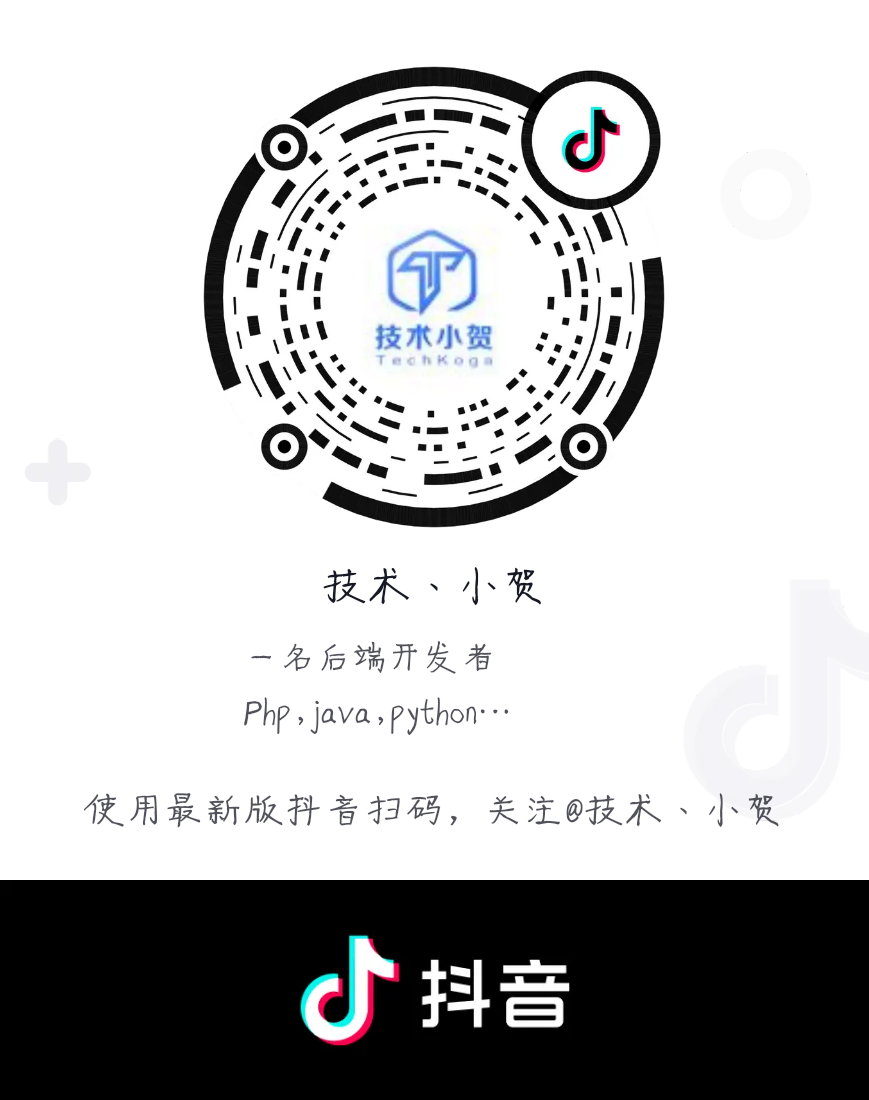 技术小贺
TechKoga
技术、小贺
一名后端开发者
Php,java,python…
使用最新版抖音扫码，关注@技术、小贺
抖音